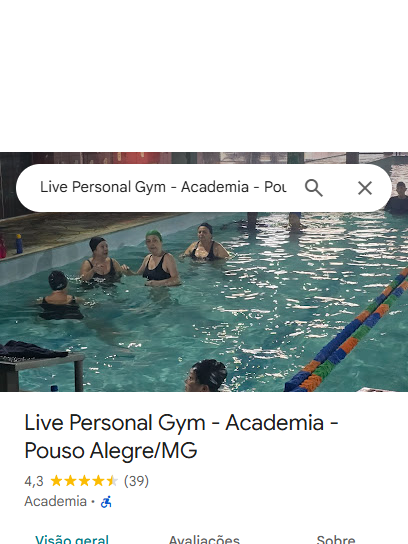 Live Personal Gym - Academia - Pou
Live Personal Gym - Academia -
Pouso Alegre/MG
4,3 (39)
Academia ·
Visão geral Avaliações Sobre